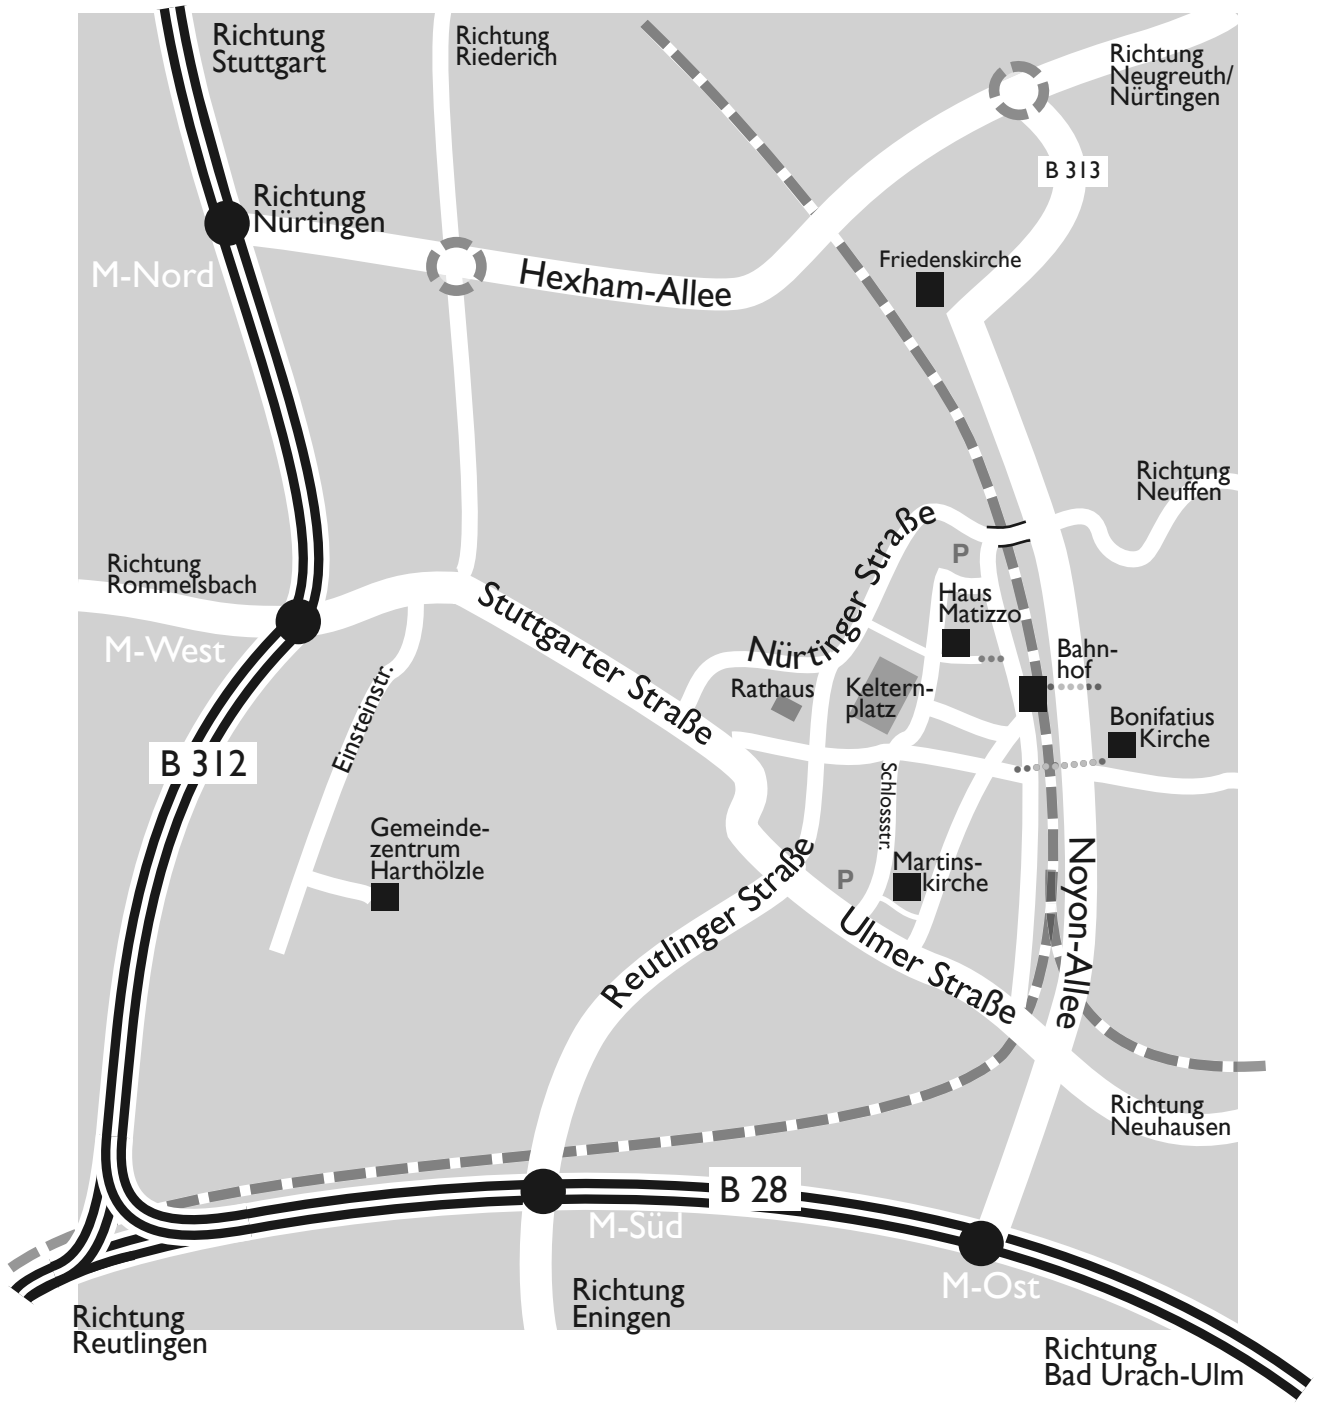 Richtung
Stuttgart
Richtung
Riederich
Richtung
Neugreuth/
Nürtingen
B 313
Richtung
Nürtingen
M-Nord
Hexham-Allee
Friedenskirche
Richtung
Neuffen
Richtung
Rommelsbach
M-West
Stuttgarter Straße
Nürtinger Straße
P
Haus
Matizzo
Bahn-
hof
Rathaus
Keltern-
platz
Bonifatius
Kirche
Einsteinstr.
B 312
Schlossstr.
Gemeinde-
zentrum
Harthölzle
P
Martins-
kirche
Noyon-Allee
Reutlinger Straße
Ulmer Straße
Richtung
Neuhausen
B 28
M-Süd
M-Ost
Richtung
Eningen
Richtung
Reutlingen
Richtung
Bad Urach-Ulm